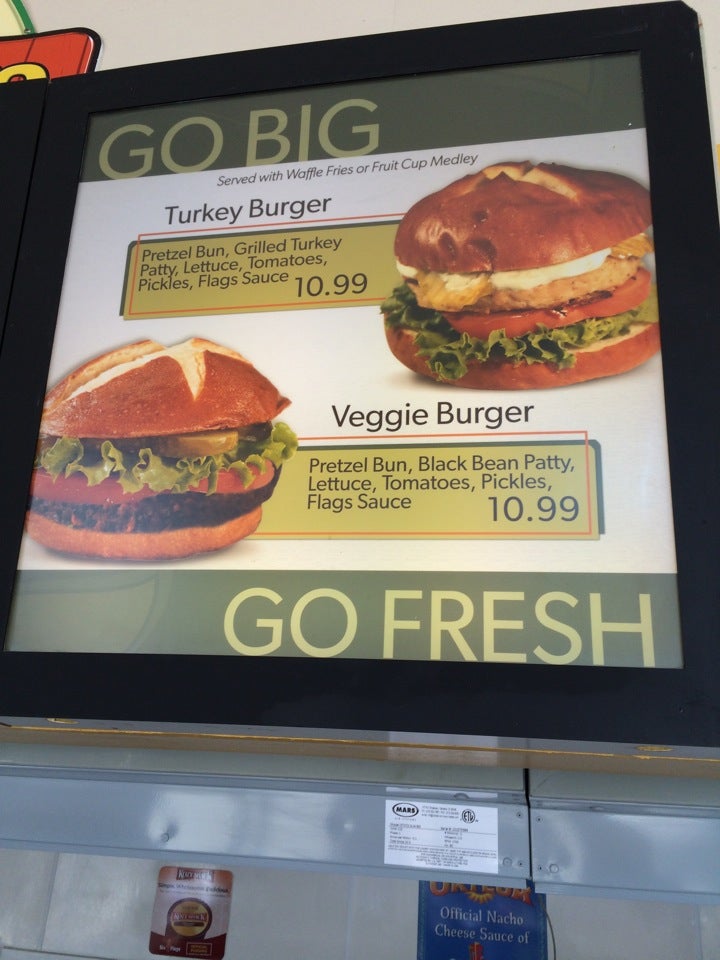 GO BIG
Served with Waffle Fries or Fruit Cup Medley
Turkey Burger
Pretzel Bun, Grilled Turkey
Patty, Lettuce, Tomatoes,
Pickles, Flags Sauce 10.99
Veggie Burger
Pretzel Bun, Black Bean Patty,
Lettuce, Tomatoes, Pickles,
Flags Sauce 10.99
GO FRESH
MARS
ETL
ORTEGA
Official Nacho
Cheese Sauce of